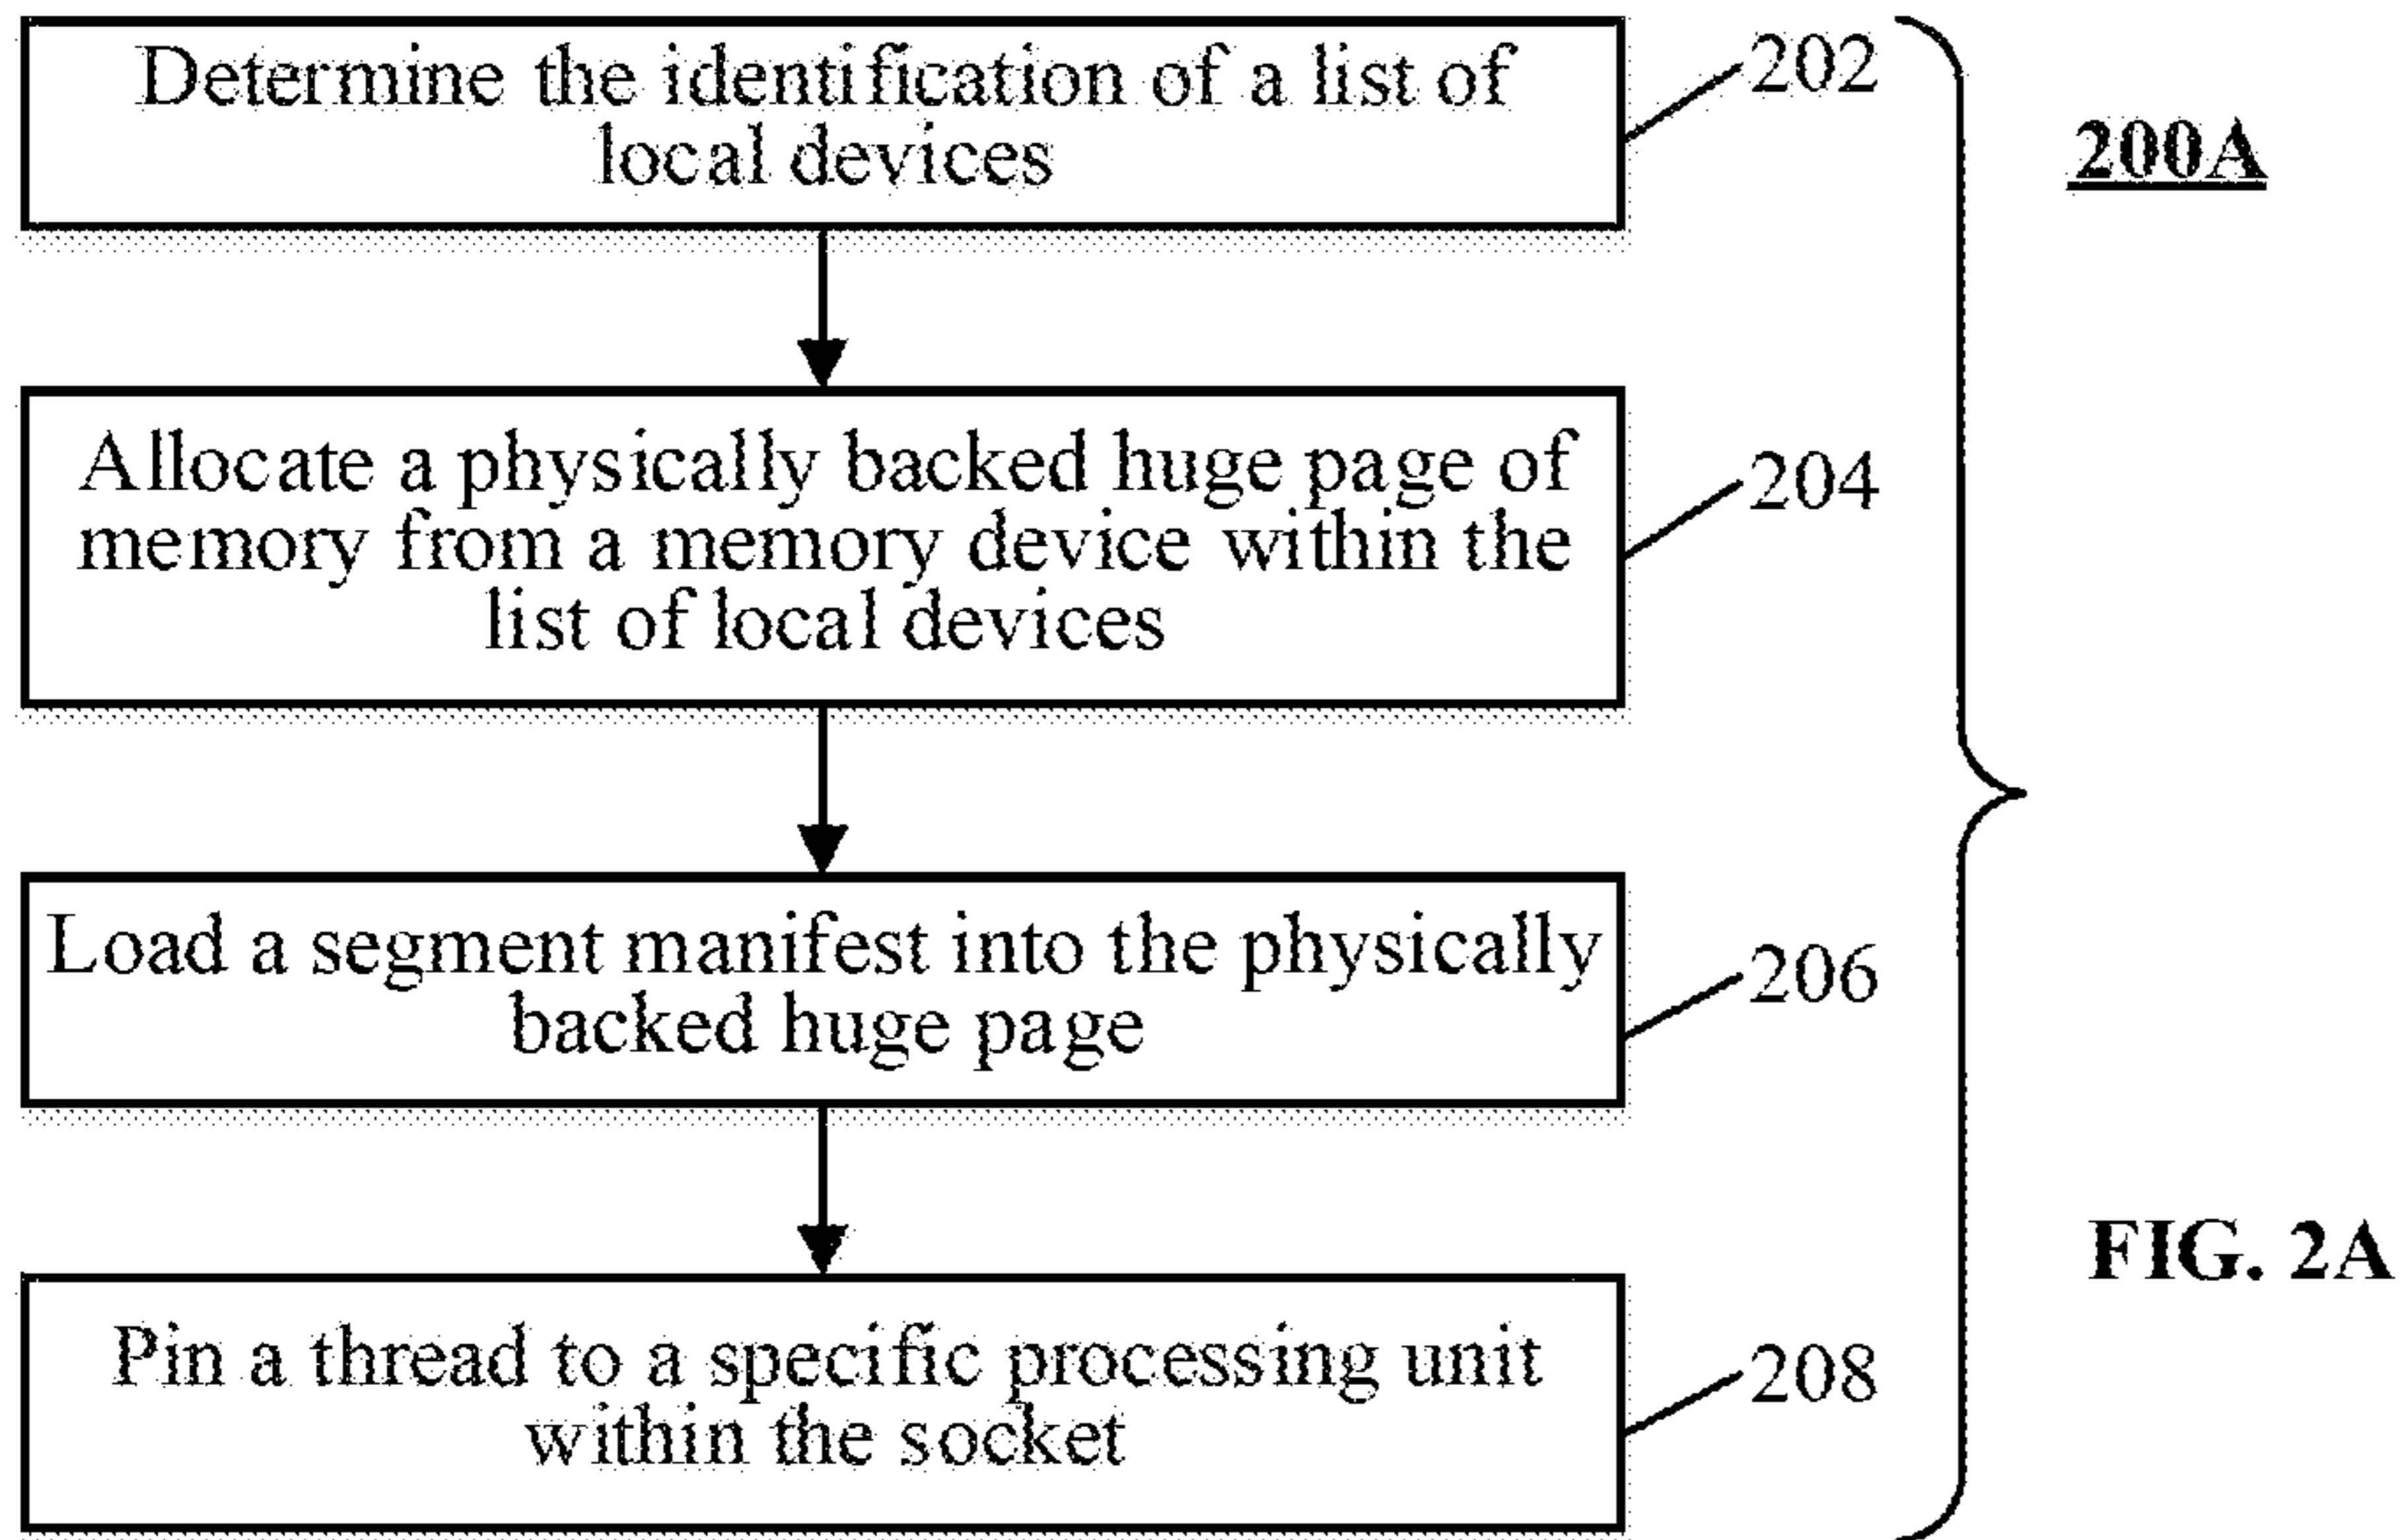 Determine the identification of a list of
local devices
202
200A
Allocate a physically backed huge page of
memory from a memory device within the
list of local devices
204
Load a segment manifest into the physically
backed huge page
206
FIG. 2A
Pin a thread to a specific processing unit
within the socket
208